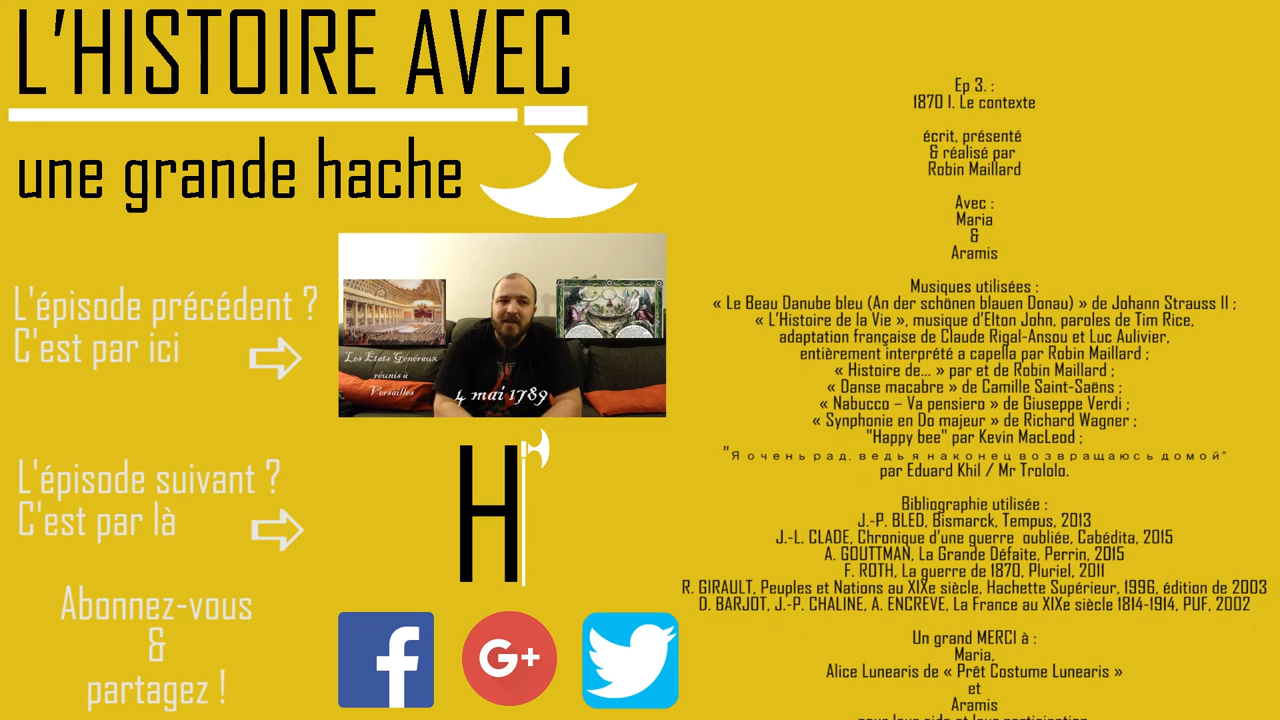 L'HISTOIRE AVEC
une grande hache
L'épisode précédent ?
C'est par ici
Les Etats Généraux
réunis à
Versailles
4 mai 1789
L'épisode suivant ?
C'est par là
H
Abonnez-vous
&
partagez !
f
G+
Ep 3. :
1870 I. Le contexte
écrit, présenté
& réalisé par
Robin Maillard
Avec :
Maria
&
Aramis
Musiques utilisées :
« Le Beau Danube bleu (An der schönen blauen Donau) » de Johann Strauss II ;
« L'Histoire de la Vie », musique d'Elton John, paroles de Tim Rice,
adaptation française de Claude Rigal-Ansou et Luc Aulivier,
entièrement interprété a capella par Robin Maillard ;
« Histoire de... » par et de Robin Maillard ;
« Danse macabre » de Camille Saint-Saëns ;
« Nabucco – Va pensiero » de Giuseppe Verdi ;
« Synphonie en Do majeur » de Richard Wagner ;
"Happy bee" par Kevin MacLeod ;
"Я очень рад, ведь я наконец возвращаюсь домой"
par Eduard Khil / Mr Trololo.
Bibliographie utilisée :
J.-P. BLED, Bismarck, Tempus, 2013
J.-L. CLADE, Chronique d'une guerre oubliée, Cabédita, 2015
A. GOUTTMAN, La Grande Défaite, Perrin, 2015
F. ROTH, La guerre de 1870, Pluriel, 2011
R. GIRAULT, Peuples et Nations au XIXe siècle, Hachette Supérieur, 1996, édition de 2003
D. BARJOT, J.-P. CHALINE, A. ENCREVE, La France au XIXe siècle 1814-1914, PUF, 2002
Un grand MERCI à :
Maria,
Alice Lunearis de « Prêt Costume Lunearis »
et
Aramis
pour leur aide et leur participation